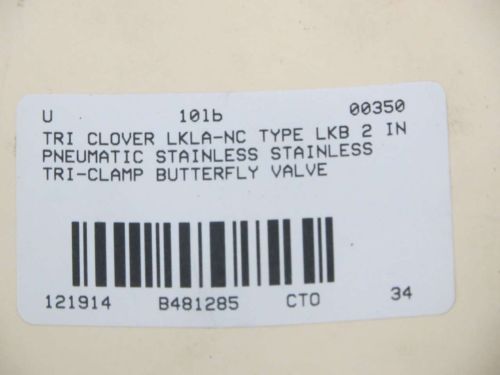 U 10lb 00350
TRI CLOVER LKLA-NC TYPE LKB 2 IN
PNEUMATIC STAINLESS STAINLESS
TRI-CLAMP BUTTERFLY VALVE
121914 B481285 CTO 34